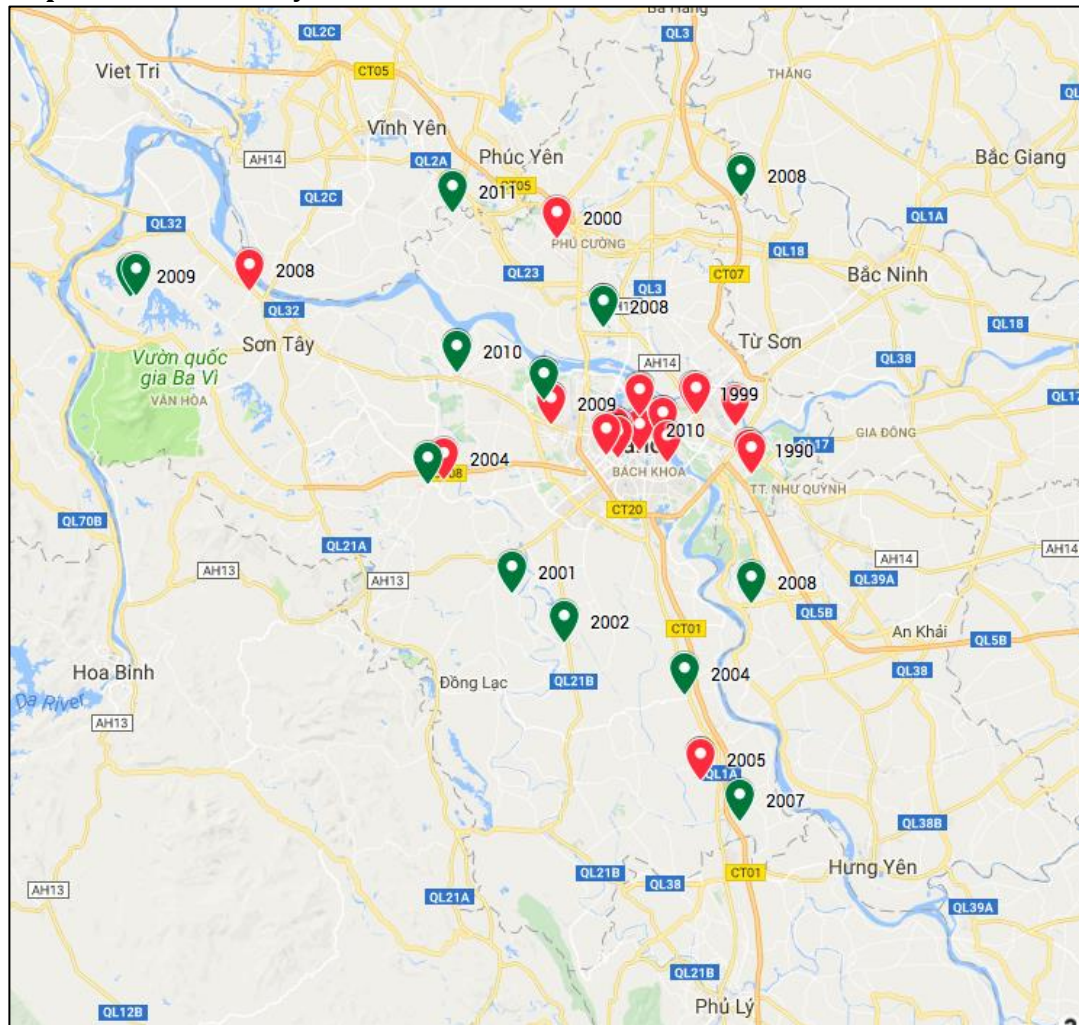 Ba Hàng
QL2C
QL3
Viet Tri
CT05
THẮNG
Vĩnh Yên
AH14
QL2A
Phúc Yên
Bắc Giang
CT05
2008
2011
QL2C
2000
QL1A
QL32
PHÚ CƯỜNG
QL18
2009
2008
QL23
QL3
CT07
Bắc Ninh
QL32
2008
QL18
Sơn Tây
Từ Sơn
Vườn quốc
gia Ba Vì
2010
AH14
QL38
VÂN HÒA
1999
QL17
2009
2010
GIA ĐÔNG
QL17
1990
2004
BÁCH KHOA
TT. NHƯ QUỲNH
CT20
QL70B
QL21A
AH14
AH14
AH13
AH13
2001
2008
QL39A
2002
QL5B
CT01
An Khải
QL5B
Hoa Binh
2004
QL38
Đồng Lạc
QL21B
Da River
AH13
2005
QL1A
2007
QL38B
Hưng Yên
AH13
QL21B
CT01
QL21A
QL38
QL39A
QL21B
Phủ Lý
QL12B